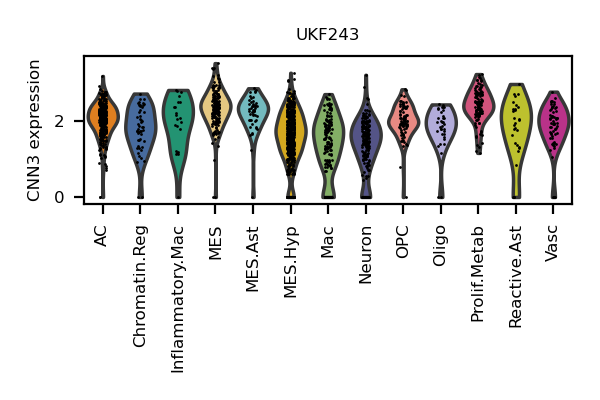 UKF243
CNN3 expression
2
0
AC
Chromatin.Reg
Inflammatory.Mac
MES
MES.Ast
MES.Hyp
Mac
Neuron
OPC
Oligo
Prolif.Metab
Reactive.Ast
Vasc